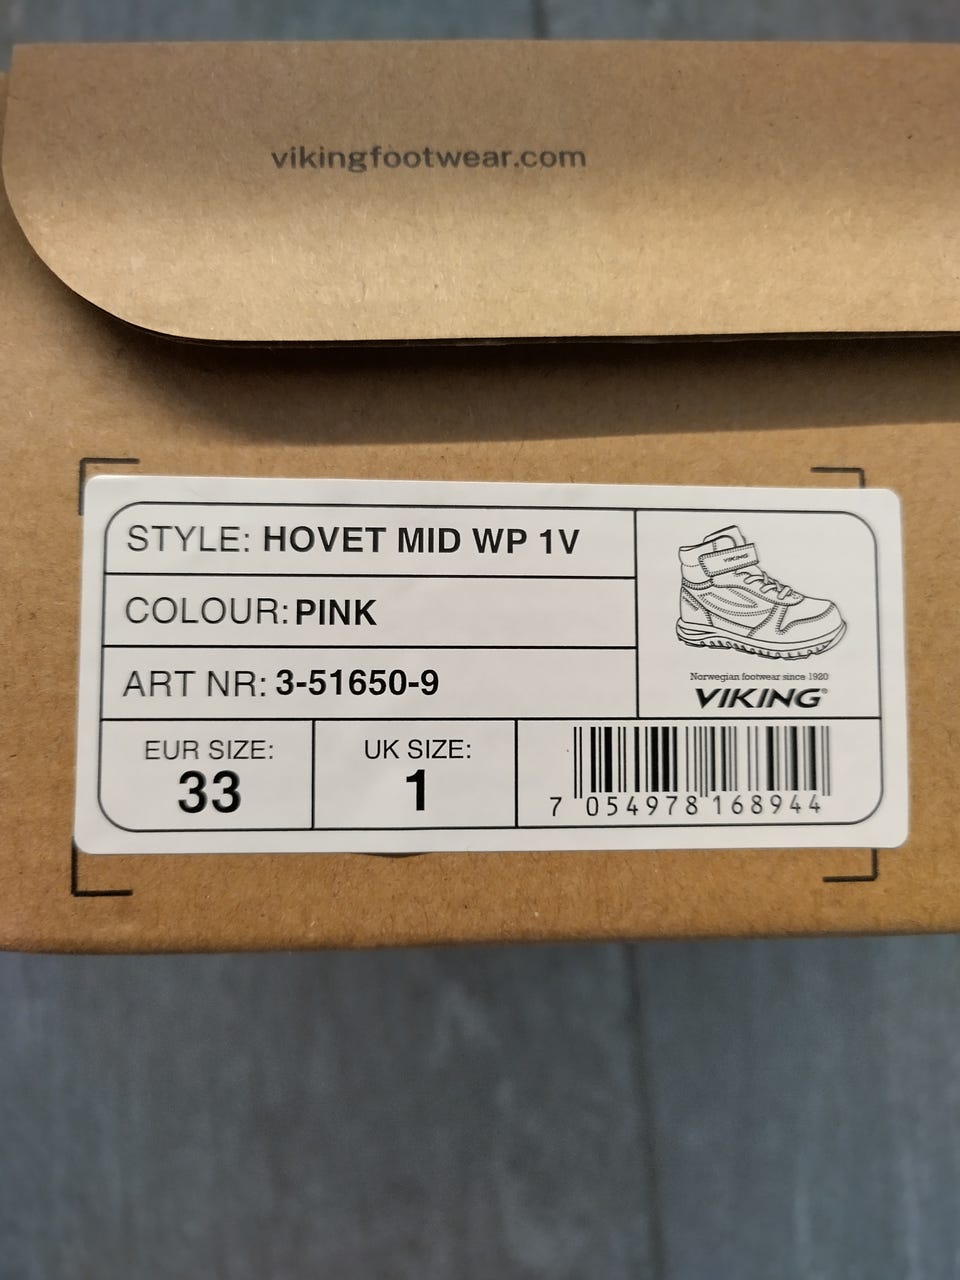 vikingfootwear.com
STYLE: HOVET MID WP 1V
COLOUR: PINK
ART NR: 3-51650-9
VIKING
Norwegian footwear since 1920
VIKING®
EUR SIZE:
33
UK SIZE:
1
7 054978 168944